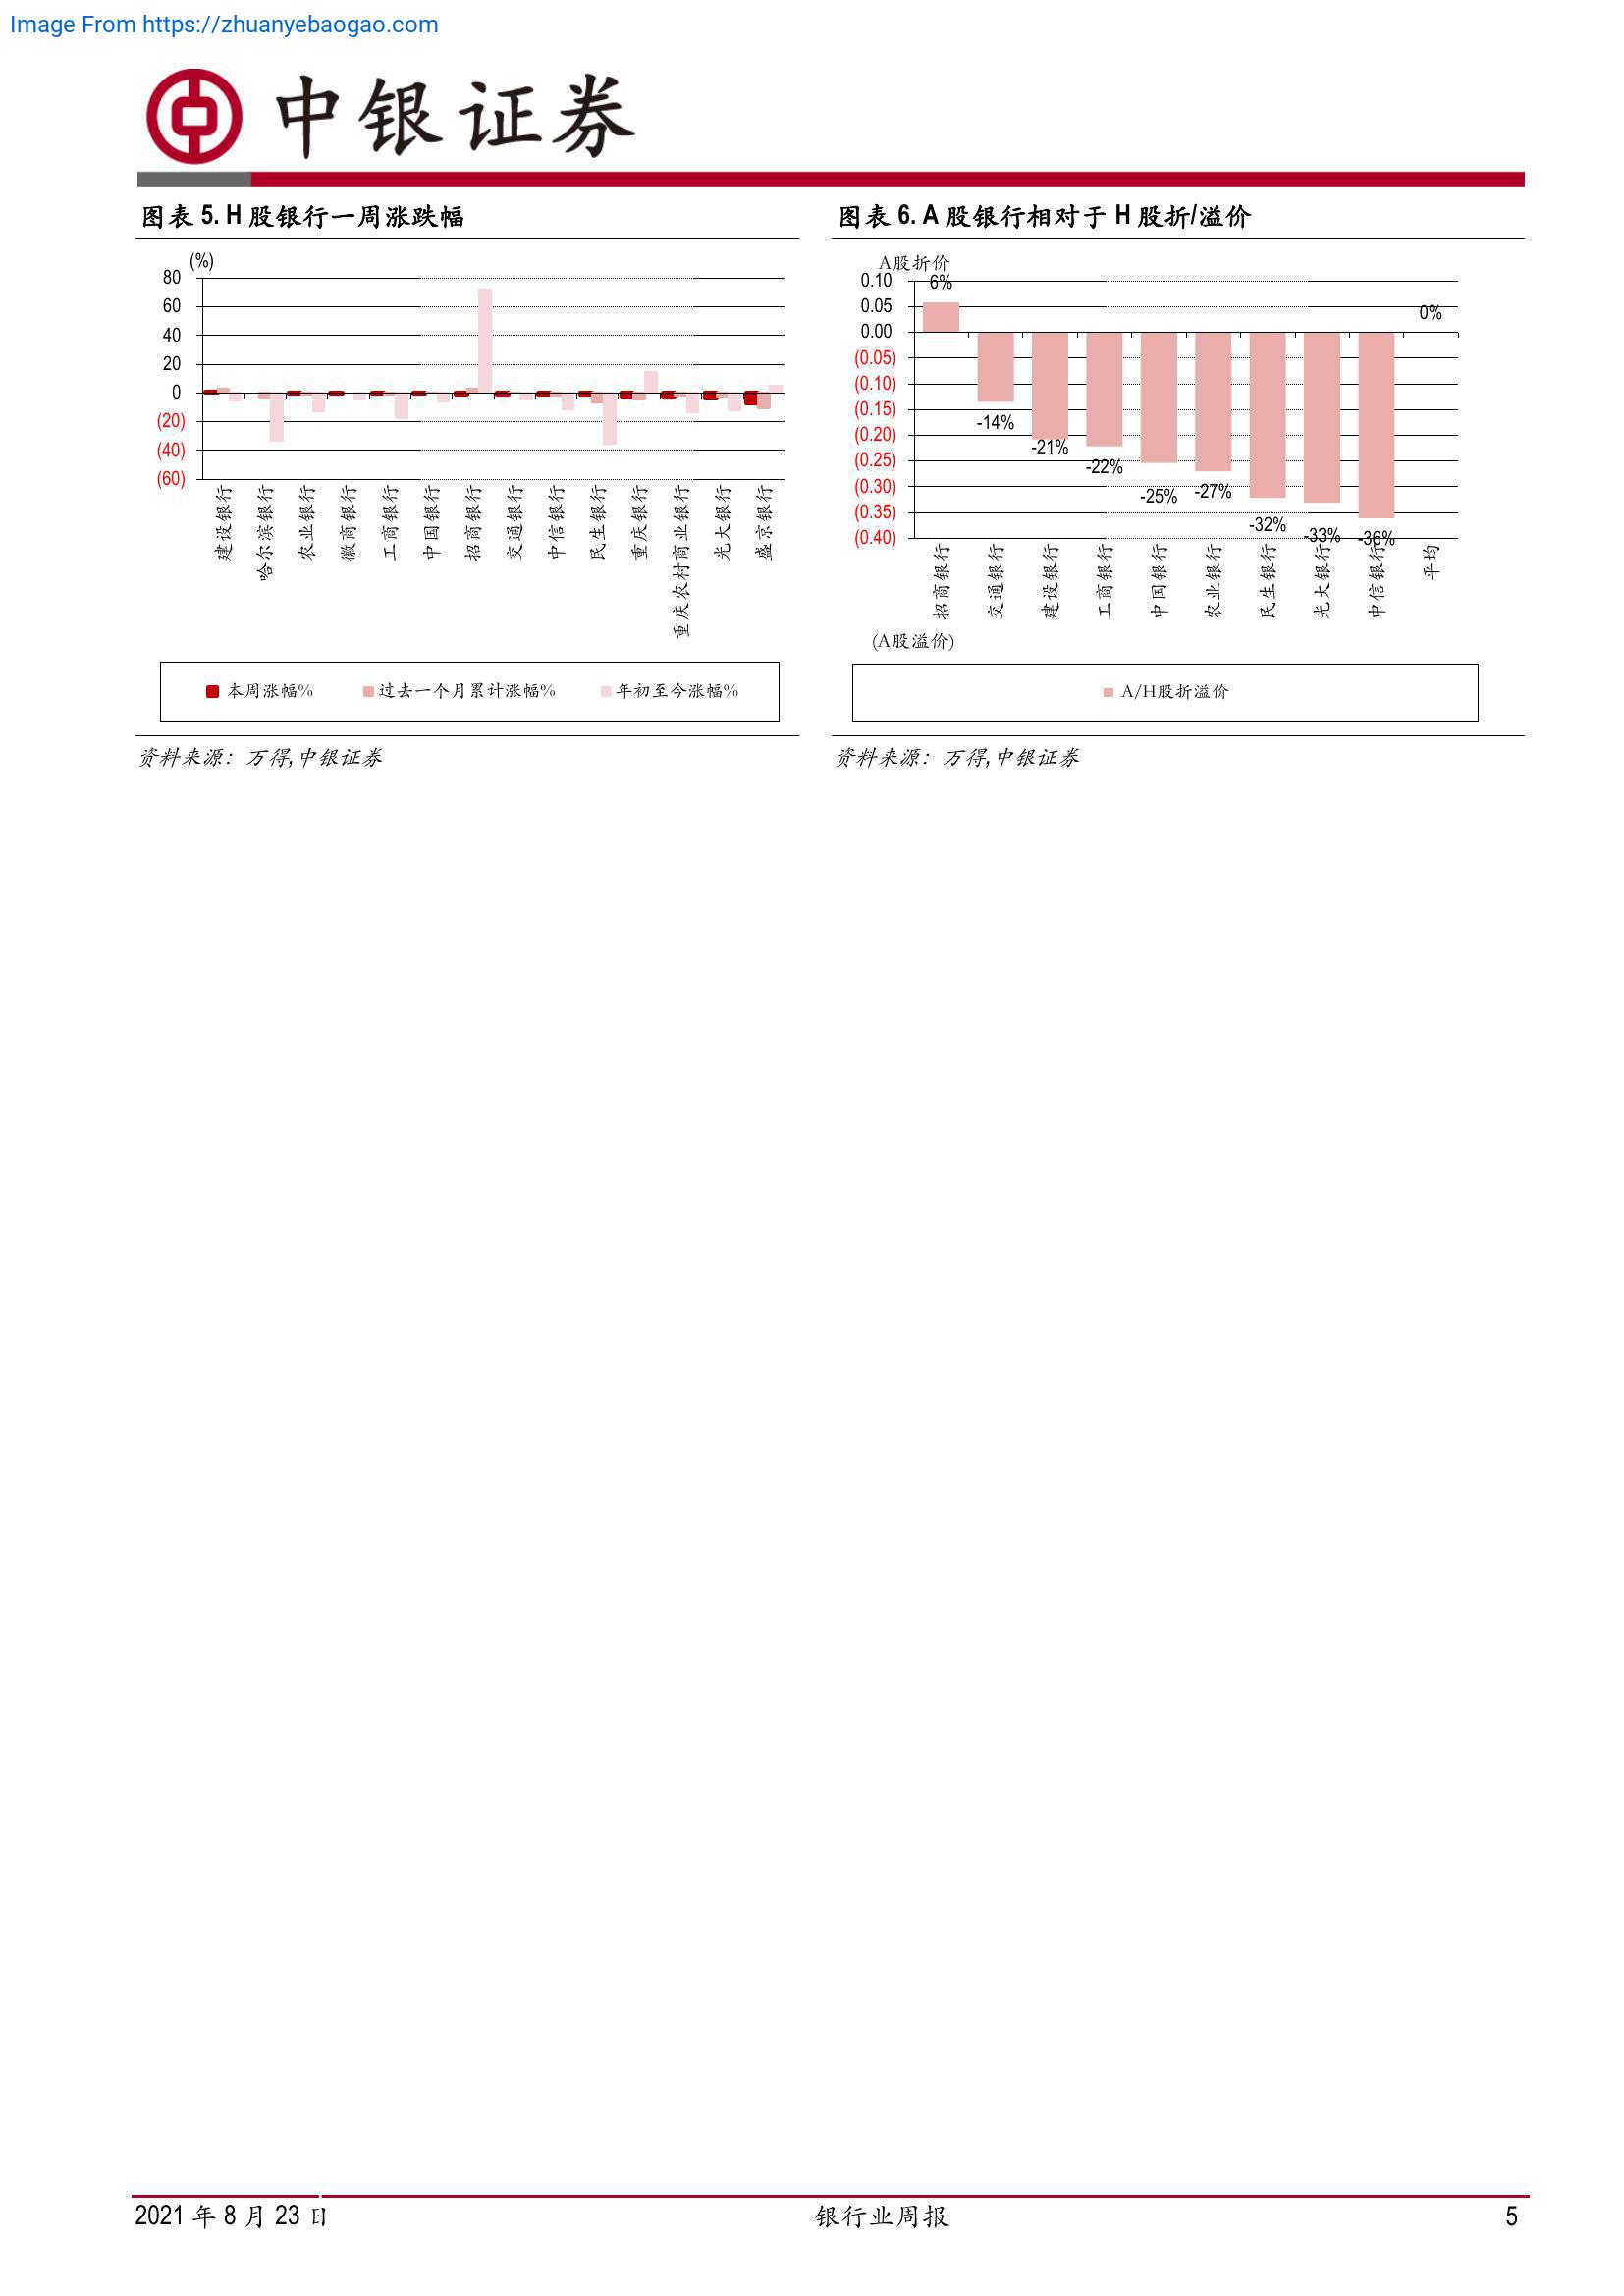 Image From https://zhuanyebaogao.com
中银证券
图表 5. H 股银行一周涨跌幅
(%)
80
60
40
20
0
(20)
(40)
(60)
建设银行
哈尔滨银行
农业银行
徽商银行
工商银行
中国银行
招商银行
交通银行
中信银行
民生银行
重庆银行
重庆农村商业银行
光大银行
盛京银行
本周涨幅% 过去一个月累计涨幅% 年初至今涨幅%
资料来源：万得,中银证券
图表 6. A 股银行相对于 H 股折/溢价
A股折价
0.10
0.05
0.00
(0.05)
(0.10)
(0.15)
(0.20)
(0.25)
(0.30)
(0.35)
(0.40)
6%
-14%
-21%
-22%
-25%
-27%
-32%
-33%
-36%
0%
招商银行
交通银行
建设银行
工商银行
中国银行
农业银行
民生银行
光大银行
中信银行
平均
(A股溢价)
A/H股折溢价
资料来源：万得,中银证券
2021 年 8 月 23 日 银行业周报 5